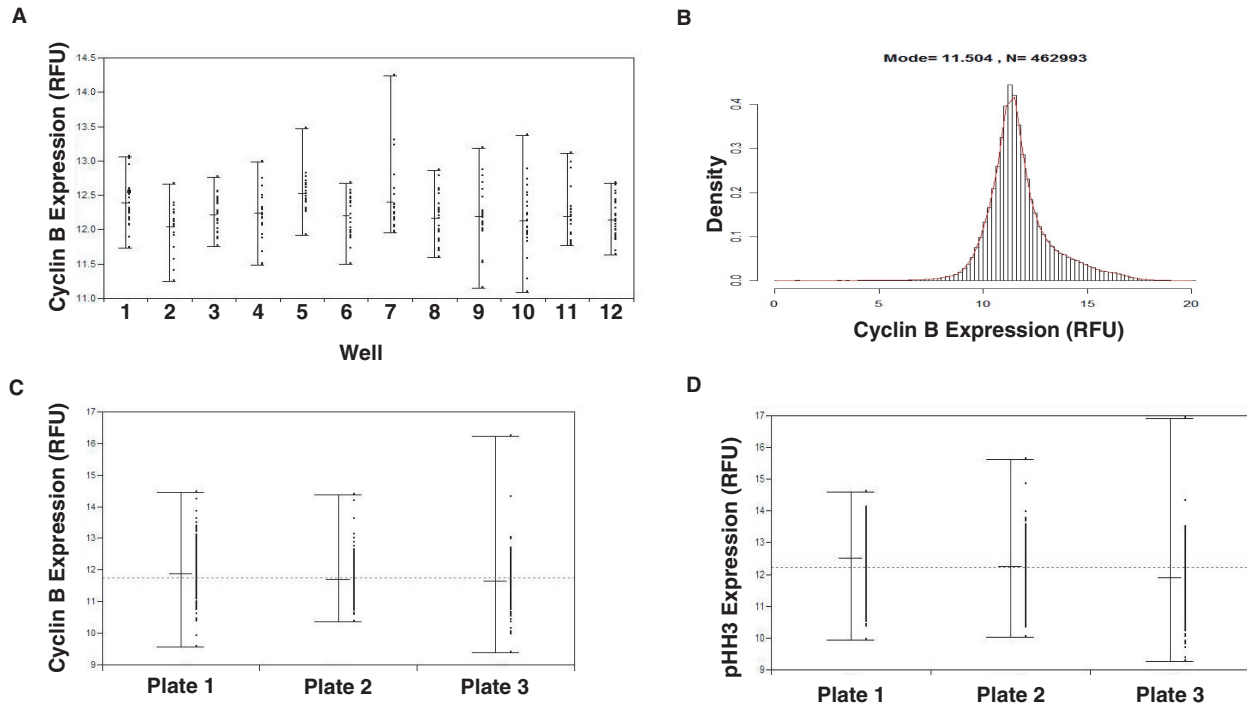 A
Cyclin B Expression (RFU)
14.5
14.0
13.5
13.0
12.5
12.0
11.5
11.0
1 2 3 4 5 6 7 8 9 10 11 12
Well
B
Mode= 11.504 , N= 462993
Density
0.4
0.3
0.2
0.1
0.0
0 5 10 15 20
Cyclin B Expression (RFU)
C
Cyclin B Expression (RFU)
17
16
15
14
13
12
11
10
9
Plate 1 Plate 2 Plate 3
D
pHH3 Expression (RFU)
17
16
15
14
13
12
11
10
9
Plate 1 Plate 2 Plate 3